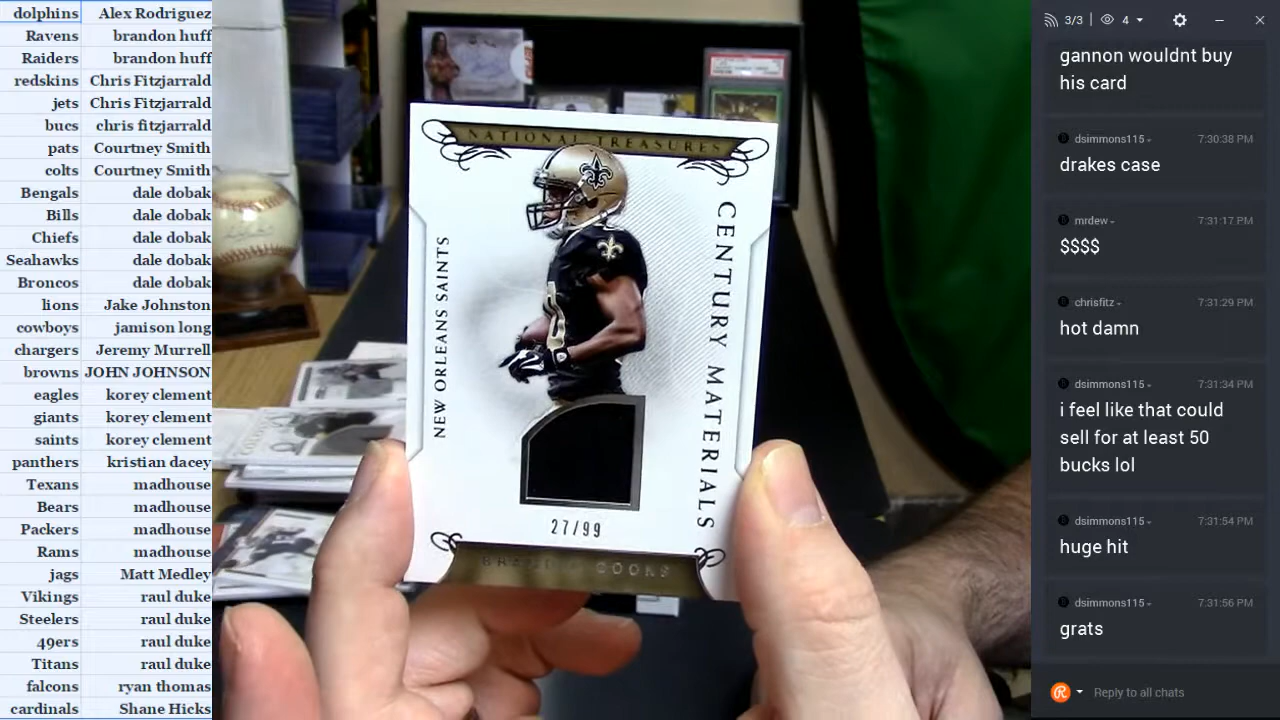 dolphins Alex Rodriguez
Ravens brandon huff
Raiders brandon huff
redskins Chris Fitzjarrald
jets Chris Fitzjarrald
bucs chris fitzjarrald
pats Courtney Smith
colts Courtney Smith
Bengals dale dobak
Bills dale dobak
Chiefs dale dobak
Seahawks dale dobak
Broncos dale dobak
lions Jake Johnston
cowboys jamison long
chargers Jeremy Murrell
browns JOHN JOHNSON
eagles korey clement
giants korey clement
saints korey clement
panthers kristian dacey
Texans madhouse
Bears madhouse
Packers madhouse
Rams madhouse
jags Matt Medley
Vikings raul duke
Steelers raul duke
49ers raul duke
Titans raul duke
falcons ryan thomas
cardinals Shane Hicks
NATIONAL TREASURES
NEW ORLEANS SAINTS
CENTURY MATERIALS
27/99
COOKS
3/3 4
gannon wouldnt buy
his card
dsimmons115 7:30:38 PM
drakes case
mrdew 7:31:17 PM
$$$$
chrisfitz 7:31:29 PM
hot damn
dsimmons115 7:31:34 PM
i feel like that could
sell for at least 50
bucks lol
dsimmons115 7:31:54 PM
huge hit
dsimmons115 7:31:56 PM
grats
Reply to all chats